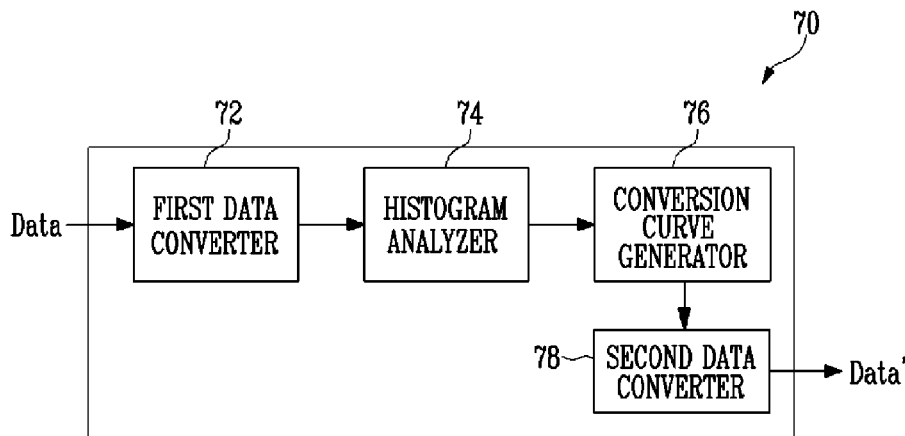 70
72
74
76
Data
FIRST DATA
CONVERTER
HISTOGRAM
ANALYZER
CONVERSION
CURVE
GENERATOR
78
SECOND DATA
CONVERTER
Data'